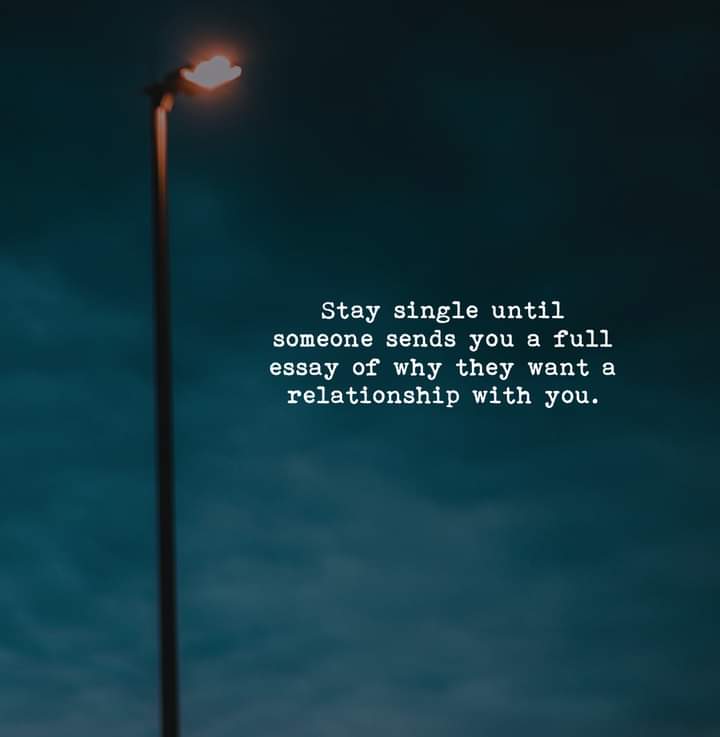 Stay single until
someone sends you a full
essay of why they want a
relationship with you.